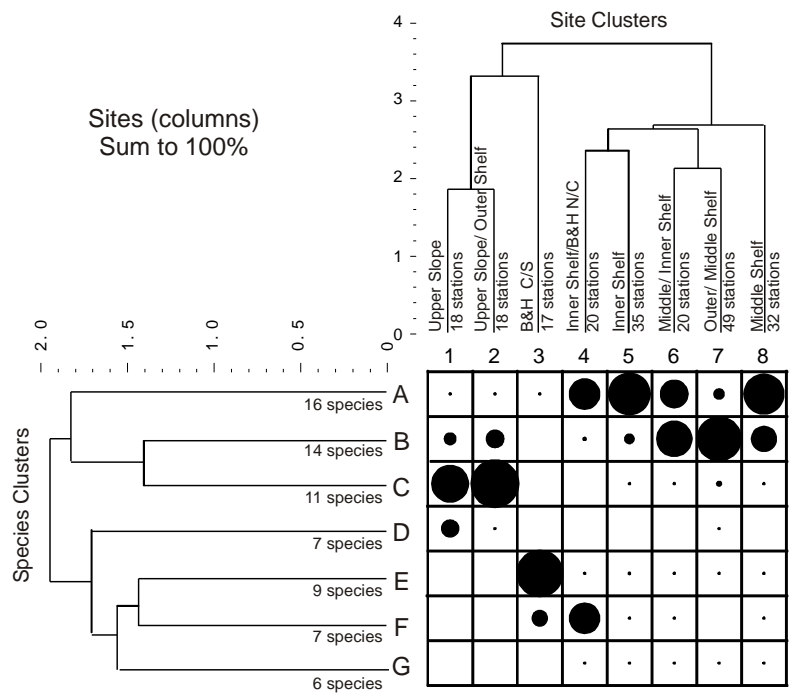 Site Clusters
Sites (columns)
Sum to 100%
4
3
2
1
0
Upper Slope
18 stations
Upper Slope/ Outer Shelf
18 stations
B&H C/S
17 stations
Inner Shelf/B&H N/C
20 stations
Inner Shelf
35 stations
Middle/ Inner Shelf
20 stations
Outer/ Middle Shelf
49 stations
Middle Shelf
32 stations
2. 0
1. 5
1. 0
0. 5
0
1 2 3 4 5 6 7 8
Species Clusters
16 species A
14 species B
11 species C
7 species D
9 species E
7 species F
6 species G